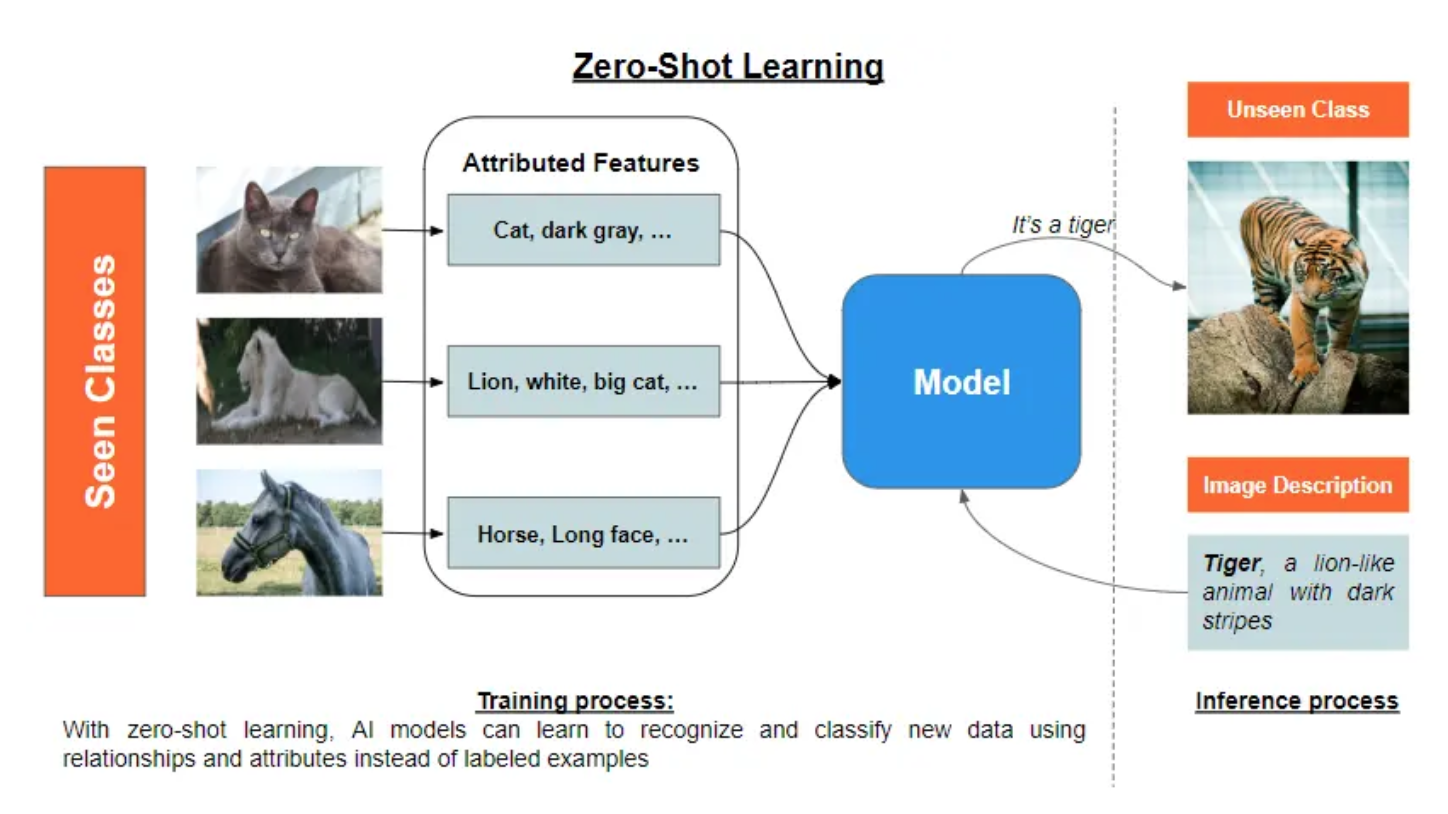 Zero-Shot Learning
Seen Classes
Attributed Features
Cat, dark gray, ...
Lion, white, big cat, ...
Horse, Long face, ...
Model
It's a tiger
Unseen Class
Image Description
Tiger, a lion-like
animal with dark
stripes
Training process:
With zero-shot learning, AI models can learn to recognize and classify new data using
relationships and attributes instead of labeled examples
Inference process